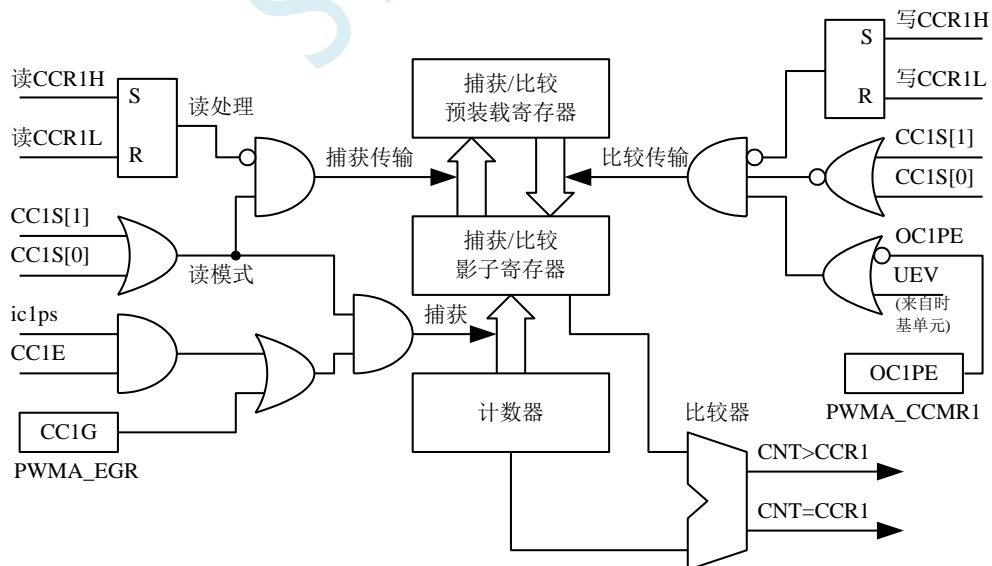 读CCR1H
S
读处理
读CCR1L
R
捕获传输
CC1S[1]
CC1S[0]
读模式
ic1ps
CC1E
捕获
CC1G
PWMA_EGR
捕获/比较
预装载寄存器
捕获/比较
影子寄存器
计数器
比较传输
写CCR1H
S
写CCR1L
R
CC1S[1]
CC1S[0]
OC1PE
UEV
(来自时
基单元)
OC1PE
PWMA_CCMR1
比较器
CNT>CCR1
CNT=CCR1